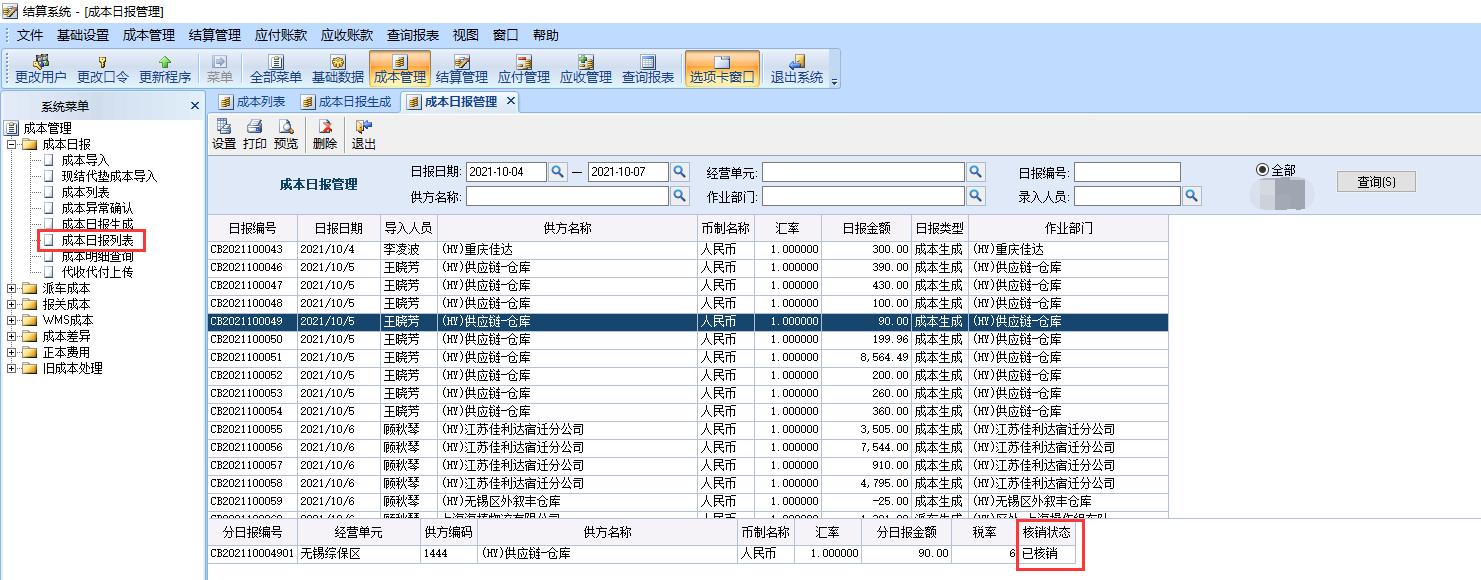 结算系统 - [成本日报管理]
文件 基础设置 成本管理 结算管理 应付账款 应收账款 查询报表 视图 窗口 帮助
更改用户 更改口令 更新程序 菜单 全部菜单 基础数据 成本管理 结算管理 应付管理 应收管理 查询报表 选项卡窗口 退出系统
系统菜单
成本管理
成本日报
成本导入
现结代垫成本导入
成本列表
成本异常确认
成本日报生成
成本日报列表
成本明细查询
代收代付上传
派车成本
报关成本
WMS成本
成本差异
正本费用
旧成本处理
成本列表 成本日报生成 成本日报管理
设置 打印 预览 删除 退出
成本日报管理
日报日期: 2021-10-04 — 2021-10-07 经营单元: 日报编号: 全部 查询(S)
供方名称: 作业部门: 录入人员:
日报编号 日报日期 导入人员 供方名称 币制名称 汇率 日报金额 日报类型 作业部门
CB2021100043 2021/10/4 李凌波 (HY)重庆佳达 人民币 1.000000 300.00 成本生成 (HY)重庆佳达
CB2021100046 2021/10/5 王晓芳 (HY)供应链-仓库 人民币 1.000000 390.00 成本生成 (HY)供应链-仓库
CB2021100047 2021/10/5 王晓芳 (HY)供应链-仓库 人民币 1.000000 430.00 成本生成 (HY)供应链-仓库
CB2021100048 2021/10/5 王晓芳 (HY)供应链-仓库 人民币 1.000000 100.00 成本生成 (HY)供应链-仓库
CB2021100049 2021/10/5 王晓芳 (HY)供应链-仓库 人民币 1.000000 90.00 成本生成 (HY)供应链-仓库
CB2021100050 2021/10/5 王晓芳 (HY)供应链-仓库 人民币 1.000000 199.96 成本生成 (HY)供应链-仓库
CB2021100051 2021/10/5 王晓芳 (HY)供应链-仓库 人民币 1.000000 8,564.49 成本生成 (HY)供应链-仓库
CB2021100052 2021/10/5 王晓芳 (HY)供应链-仓库 人民币 1.000000 200.00 成本生成 (HY)供应链-仓库
CB2021100053 2021/10/5 王晓芳 (HY)供应链-仓库 人民币 1.000000 260.00 成本生成 (HY)供应链-仓库
CB2021100054 2021/10/5 王晓芳 (HY)供应链-仓库 人民币 1.000000 360.00 成本生成 (HY)供应链-仓库
CB2021100055 2021/10/6 顾秋琴 (HY)江苏佳利达宿迁分公司 人民币 1.000000 3,505.00 成本生成 (HY)江苏佳利达宿迁分公司
CB2021100056 2021/10/6 顾秋琴 (HY)江苏佳利达宿迁分公司 人民币 1.000000 7,544.00 成本生成 (HY)江苏佳利达宿迁分公司
CB2021100057 2021/10/6 顾秋琴 (HY)江苏佳利达宿迁分公司 人民币 1.000000 910.00 成本生成 (HY)江苏佳利达宿迁分公司
CB2021100058 2021/10/6 顾秋琴 (HY)江苏佳利达宿迁分公司 人民币 1.000000 4,795.00 成本生成 (HY)江苏佳利达宿迁分公司
CB2021100059 2021/10/6 顾秋琴 (HY)无锡区外叙丰仓库 人民币 1.000000 -25.00 成本生成 (HY)无锡区外叙丰仓库
分日报编号 经营单元 供方编码 供方名称 币制名称 汇率 分日报金额 税率 核销状态
CB202110004901 无锡综保区 1444 (HY)供应链-仓库 人民币 1.000000 90.00 6 已核销